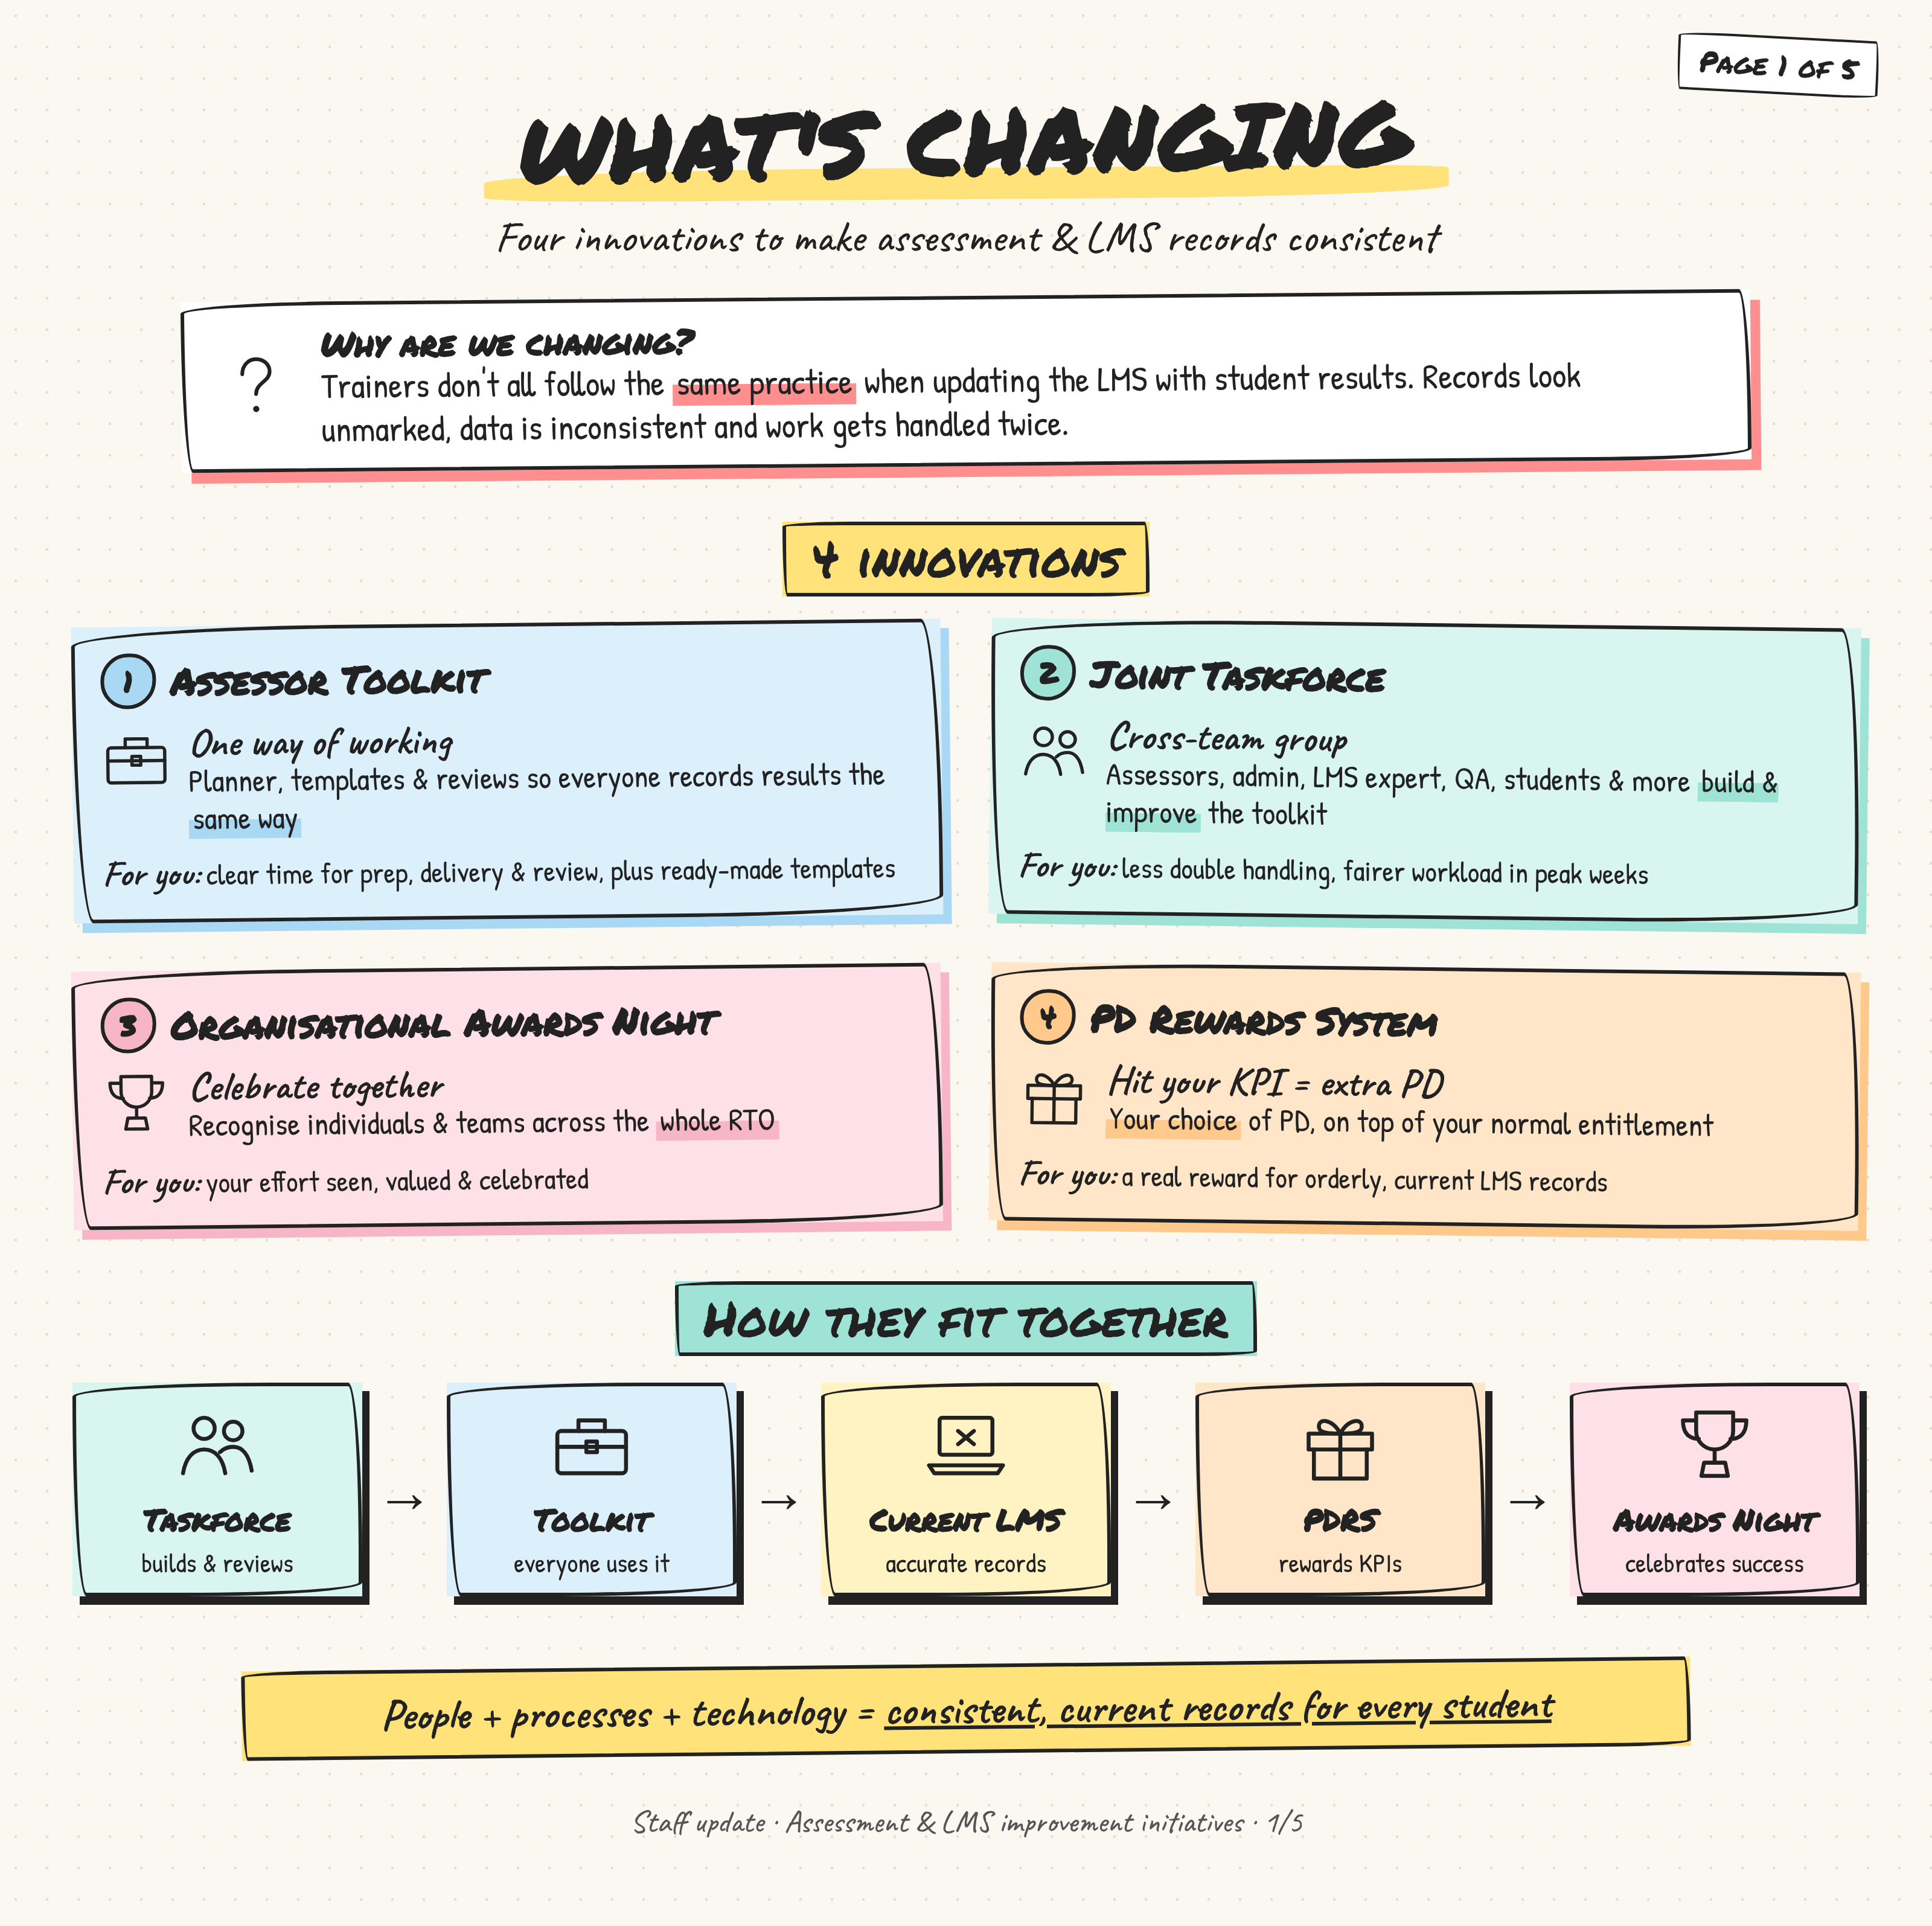 Page 1 of 5
What's changing
Four innovations to make assessment & LMS records consistent
Why are we changing?
Trainers don't all follow the same practice when updating the LMS with student results. Records look
unmarked, data is inconsistent and work gets handled twice.
4 innovations
1 Assessor Toolkit
One way of working
Planner, templates & reviews so everyone records results the
same way
For you: clear time for prep, delivery & review, plus ready-made templates
2 Joint Taskforce
Cross-team group
Assessors, admin, LMS expert, QA, students & more build &
improve the toolkit
For you: less double handling, fairer workload in peak weeks
3 Organisational Awards Night
Celebrate together
Recognise individuals & teams across the whole RTO
For you: your effort seen, valued & celebrated
4 PD Rewards System
Hit your KPI = extra PD
Your choice of PD, on top of your normal entitlement
For you: a real reward for orderly, current LMS records
How they fit together
Taskforce
builds & reviews
→
Toolkit
everyone uses it
→
Current LMS
accurate records
→
PDRS
rewards KPIs
→
Awards Night
celebrates success
People + processes + technology = consistent, current records for every student
Staff update · Assessment & LMS improvement initiatives · 1/5